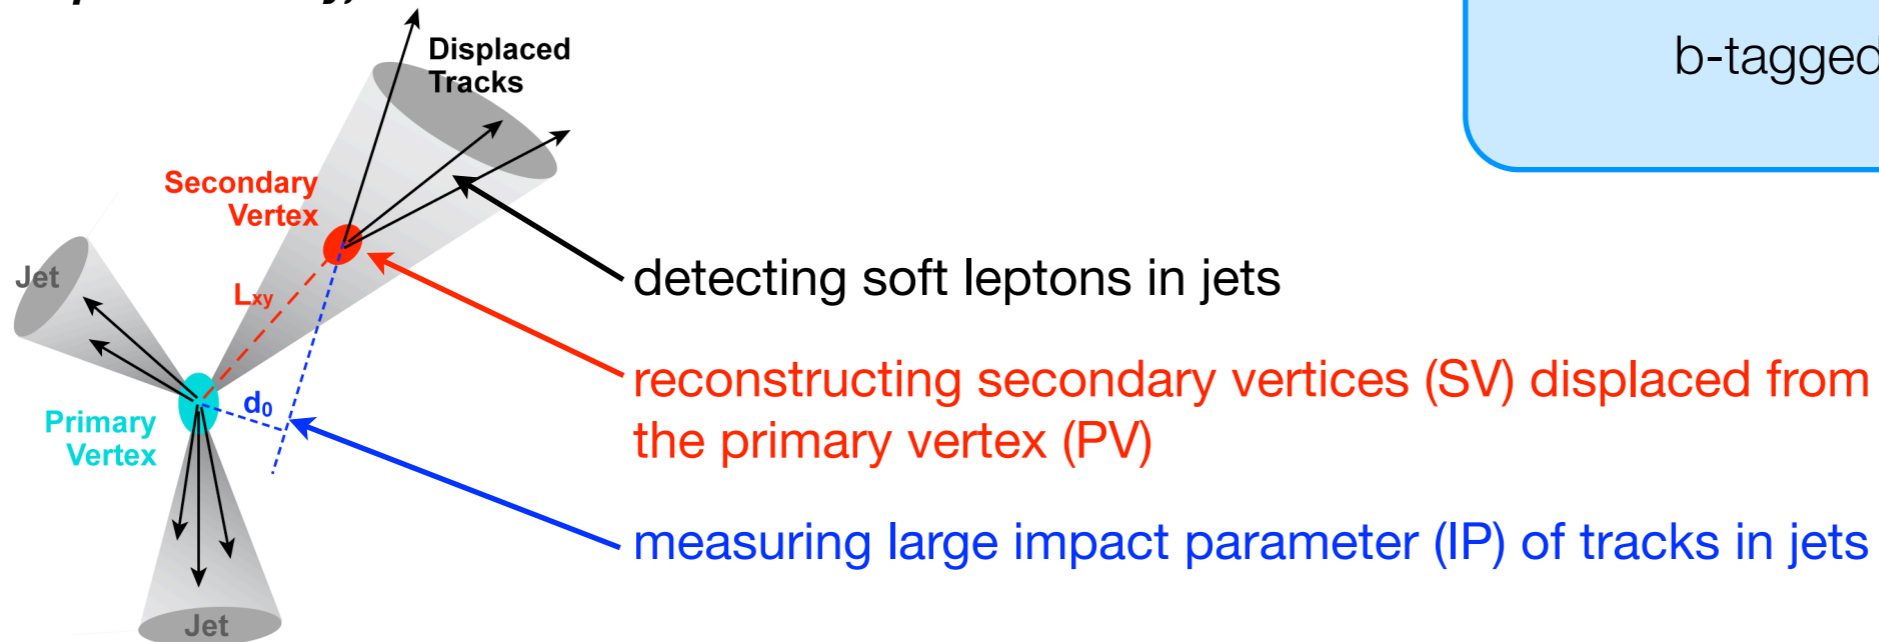 Displaced
Tracks
b-tagged
Secondary
Vertex
Jet
Lxy
detecting soft leptons in jets
reconstructing secondary vertices (SV) displaced from
the primary vertex (PV)
d0
Primary
Vertex
measuring large impact parameter (IP) of tracks in jets
Jet